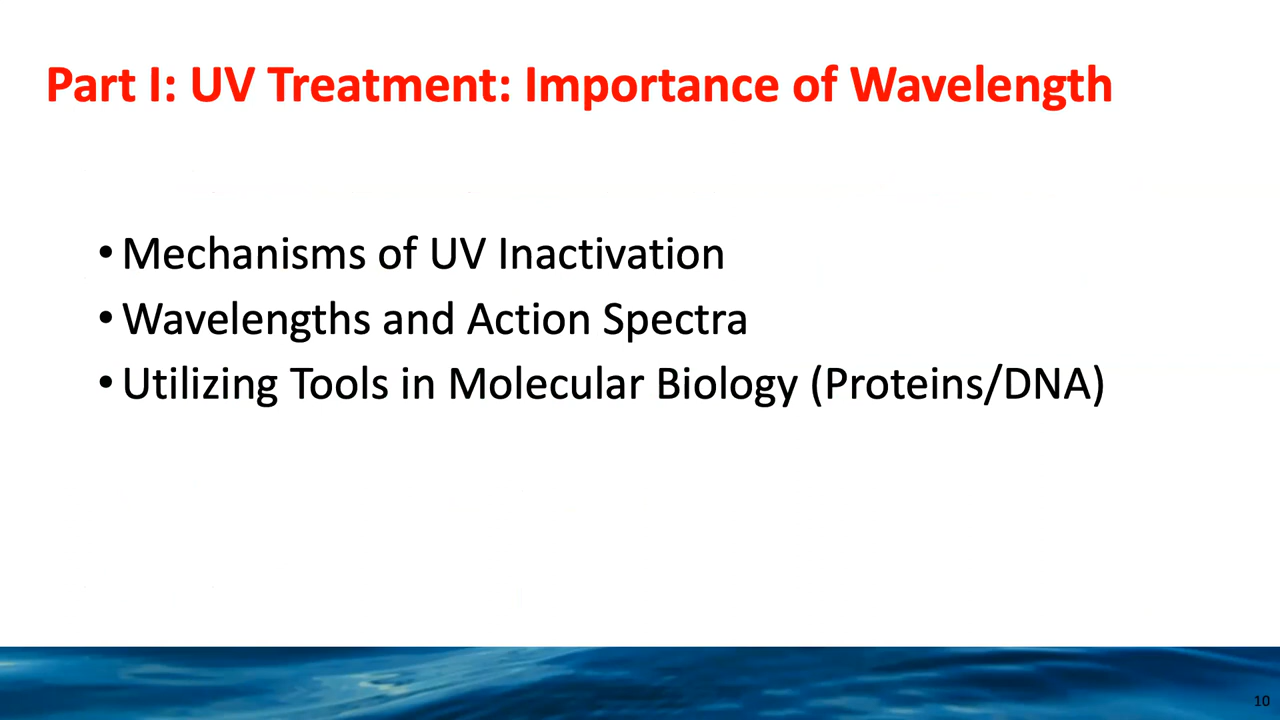 Part I: UV Treatment: Importance of Wavelength
• Mechanisms of UV Inactivation
• Wavelengths and Action Spectra
• Utilizing Tools in Molecular Biology (Proteins/DNA)
10